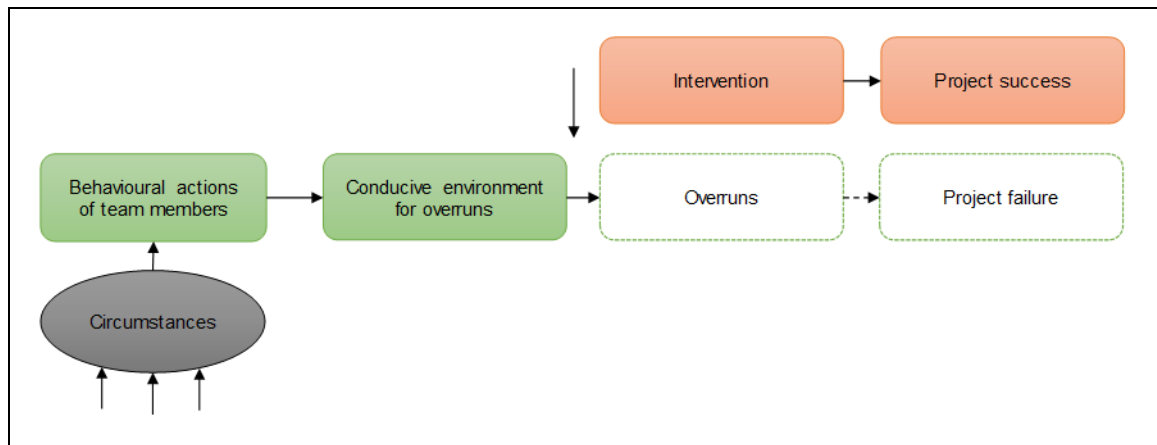 Intervention
Project success
Behavioural actions
of team members
Conducive environment
for overruns
Overruns
Project failure
Circumstances